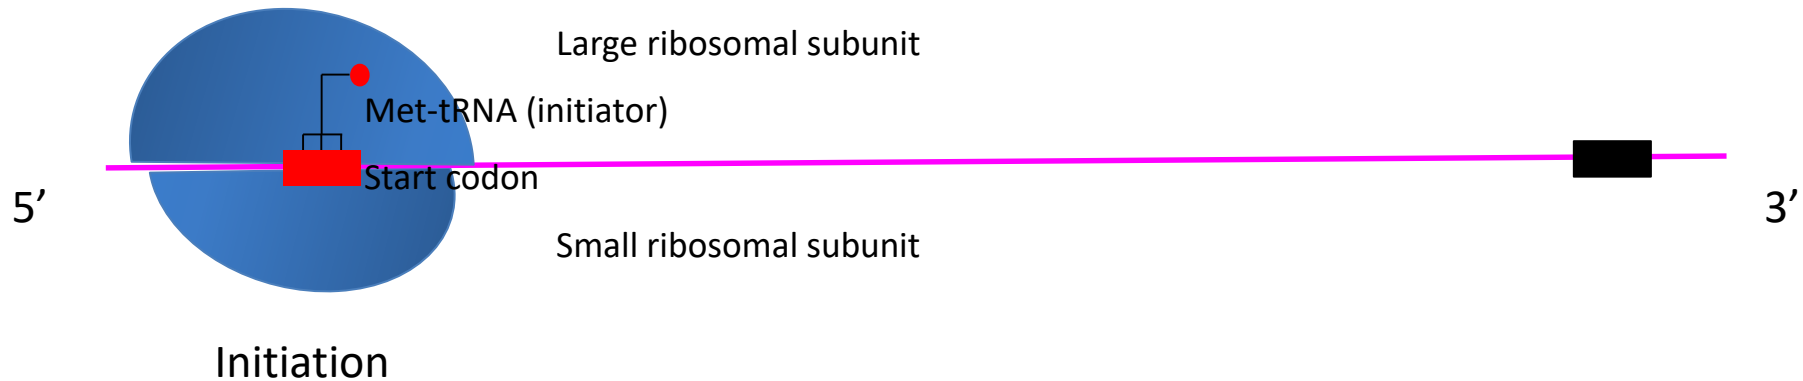 Large ribosomal subunit
Met-tRNA (initiator)
Start codon
5’
3’
Small ribosomal subunit
Initiation